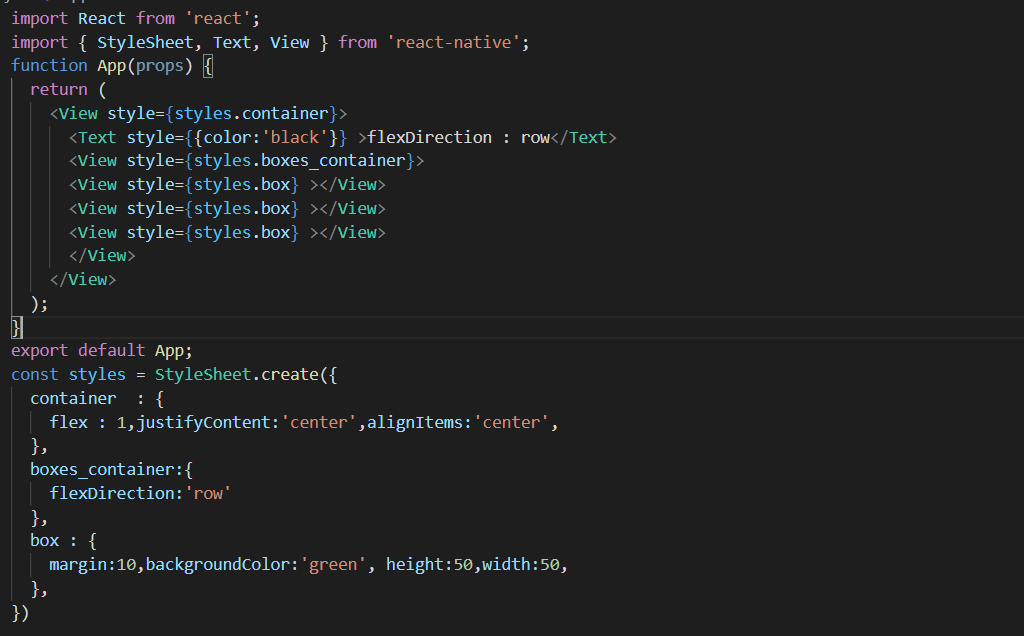 import React from 'react';
import { StyleSheet, Text, View } from 'react-native';
function App(props) {
  return (
    <View style={styles.container}>
      <Text style={{color:'black'}} >flexDirection : row</Text>
      <View style={styles.boxes_container}>
      <View style={styles.box} ></View>
      <View style={styles.box} ></View>
      <View style={styles.box} ></View>
      </View>
    </View>
  );
}
export default App;
const styles = StyleSheet.create({
  container  : {
    flex : 1,justifyContent:'center',alignItems:'center',
  },
  boxes_container:{
    flexDirection:'row'
  },
  box : {
    margin:10,backgroundColor:'green', height:50,width:50,
  },
})